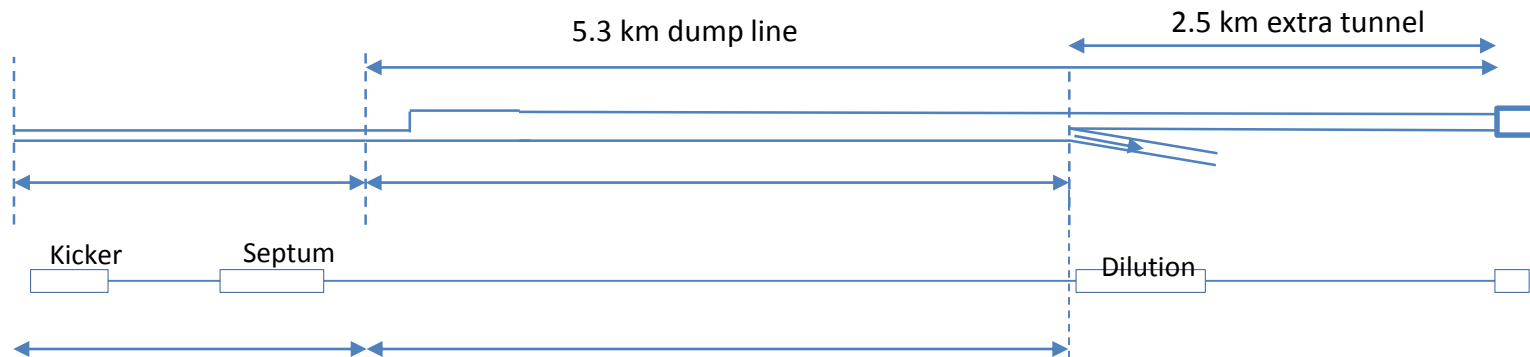 5.3 km dump line
2.5 km extra tunnel
Kicker
Septum
Dilution